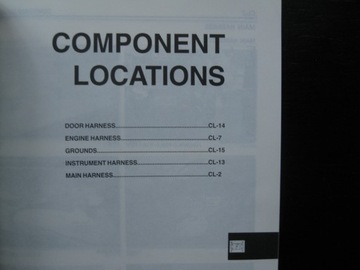 COMPONENT
LOCATIONS
DOOR HARNESS CL-14
ENGINE HARNESS CL-7
GROUNDS CL-15
INSTRUMENT HARNESS CL-13
MAIN HARNESS CL-2